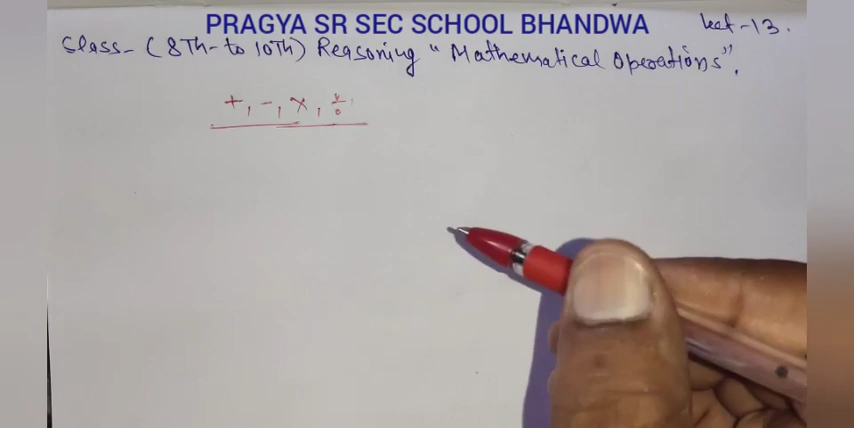 PRAGYA SR SEC SCHOOL BHANDWA
Lect-13.
Class- (8Th- to 10Th) Reasoning "Mathematical Operations".
+, -, ×, ÷,